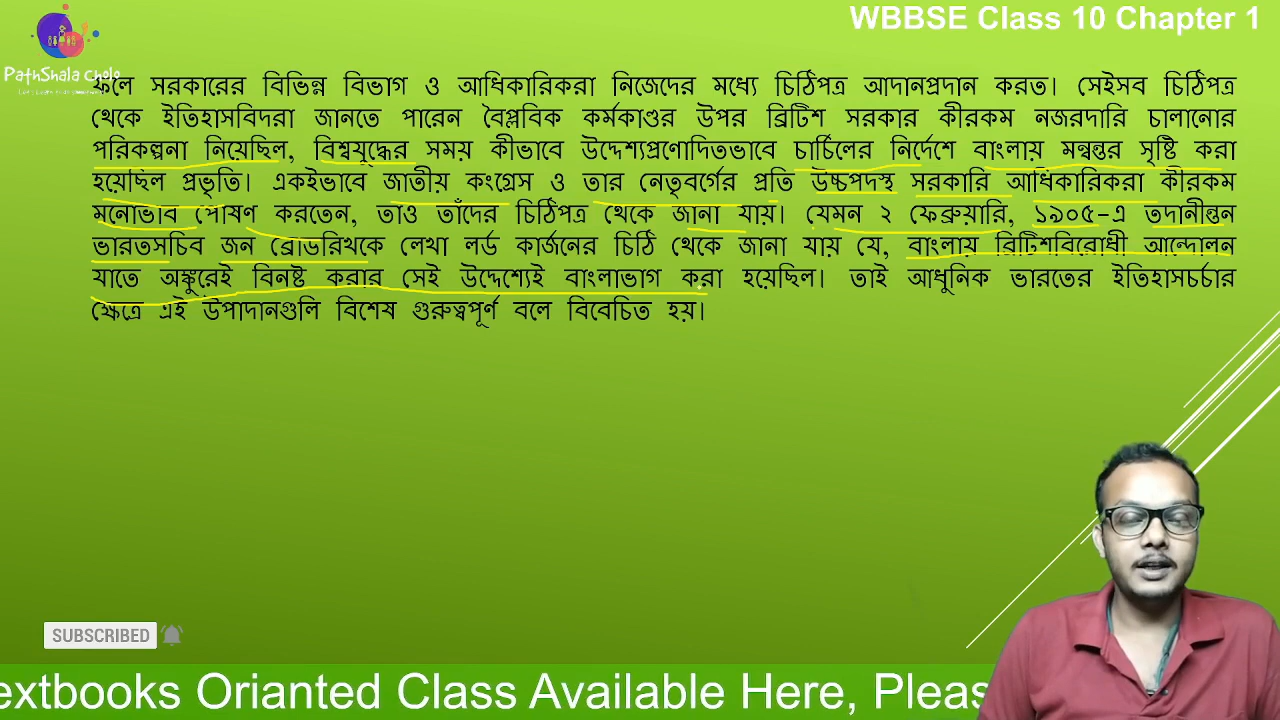 WBBSE Class 10 Chapter 1
PathShala Cholo
ফলে সরকারের বিভিন্ন বিভাগ ও আধিকারিকরা নিজেদের মধ্যে চিঠিপত্র আদানপ্রদান করত। সেইসব চিঠিপত্র
থেকে ইতিহাসবিদরা জানতে পারেন বৈপ্লবিক কর্মকাণ্ডর উপর ব্রিটিশ সরকার কীরকম নজরদারি চালানোর
পরিকল্পনা নিয়েছিল, বিশ্বযুদ্ধের সময় কীভাবে উদ্দেশ্যপ্রণোদিতভাবে চার্চিলের নির্দেশে বাংলায় মন্বন্তর সৃষ্টি করা
হয়েছিল প্রভৃতি। একইভাবে জাতীয় কংগ্রেস ও তার নেতৃবর্গের প্রতি উচ্চপদস্থ সরকারি আধিকারিকরা কীরকম
মনোভাব পোষণ করতেন, তাও তাঁদের চিঠিপত্র থেকে জানা যায়। যেমন ২ ফেব্রুয়ারি, ১৯০৫-এ তদানীন্তন
ভারতসচিব জন ব্রোডরিখকে লেখা লর্ড কার্জনের চিঠি থেকে জানা যায় যে, বাংলায় ব্রিটিশবিরোধী আন্দোলন
যাতে অঙ্কুরেই বিনষ্ট করার সেই উদ্দেশ্যেই বাংলাভাগ করা হয়েছিল। তাই আধুনিক ভারতের ইতিহাসচর্চার
ক্ষেত্রে এই উপাদানগুলি বিশেষ গুরুত্বপূর্ণ বলে বিবেচিত হয়।
SUBSCRIBED
extbooks Orianted Class Available Here, Pleas